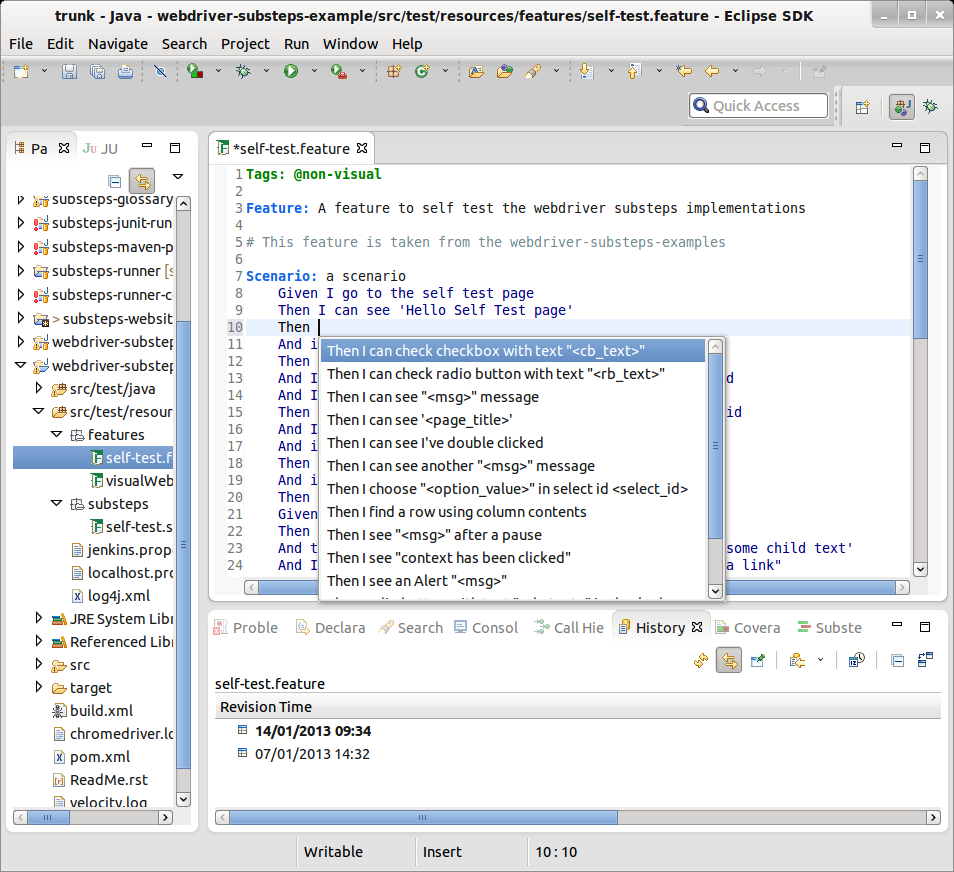 trunk - Java - webdriver-substeps-example/src/test/resources/features/self-test.feature - Eclipse SDK
File Edit Navigate Search Project Run Window Help
Quick Access
Pa
JU
substeps-glossary
substeps-junit-run
substeps-maven-p
substeps-runner [s
substeps-runner-c
> substeps-websit
webdriver-substep
webdriver-substep
src/test/java
src/test/resour
features
self-test.f
visualWeb
substeps
self-test.s
jenkins.prope
localhost.pro
log4j.xml
JRE System Libr
Referenced Libr
src
target
build.xml
chromedriver.lo
pom.xml
ReadMe.rst
velocity.log
*self-test.feature
1 Tags: @non-visual
2
3 Feature: A feature to self test the webdriver substeps implementations
4
5 # This feature is taken from the webdriver-substeps-examples
6
7 Scenario: a scenario
8 Given I go to the self test page
9 Then I can see 'Hello Self Test page'
10 Then
11 And i
12 Then
13 And I d
14 And I
15 Then id
16 And I
17 And i
18 Then
19 And i
20 Then
21 Given
22 Then
23 And t some child text'
24 And I a link"
Then I can check checkbox with text "<cb_text>"
Then I can check radio button with text "<rb_text>"
Then I can see "<msg>" message
Then I can see '<page_title>'
Then I can see I've double clicked
Then I can see another "<msg>" message
Then I choose "<option_value>" in select id <select_id>
Then I find a row using column contents
Then I see "<msg>" after a pause
Then I see "context has been clicked"
Then I see an Alert "<msg>"
Proble Declara Search Consol Call Hie History Covera Subste
self-test.feature
Revision Time
14/01/2013 09:34
07/01/2013 14:32
Writable Insert 10 : 10